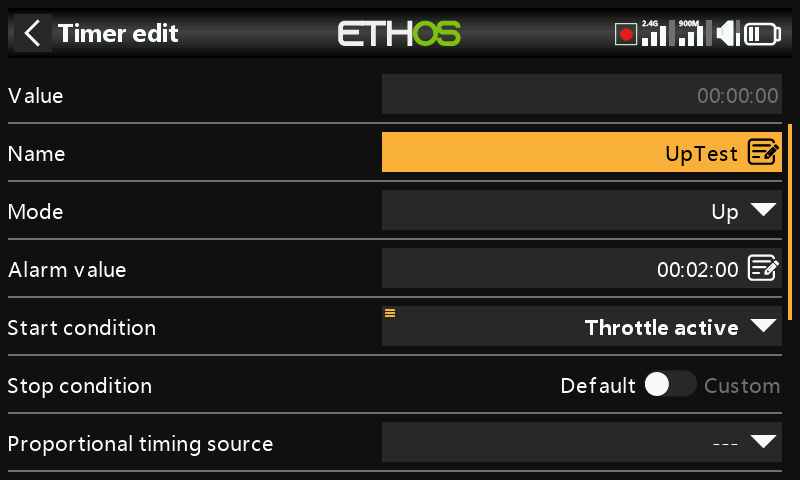 Timer edit
ETHOS
2.4G
900M
Value
00:00:00
Name
UpTest
Mode
Up
Alarm value
00:02:00
Start condition
Throttle active
Stop condition
Default
Custom
Proportional timing source
---